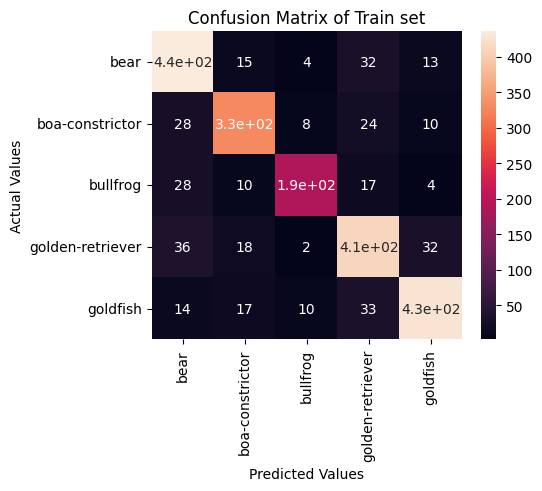 Confusion Matrix of Train set
Actual Values
bear 4.4e+02 15 4 32 13
boa-constrictor 28 3.3e+02 8 24 10
bullfrog 28 10 1.9e+02 17 4
golden-retriever 36 18 2 4.1e+02 32
goldfish 14 17 10 33 4.3e+02
bear boa-constrictor bullfrog golden-retriever goldfish
Predicted Values
400
350
300
250
200
150
100
50